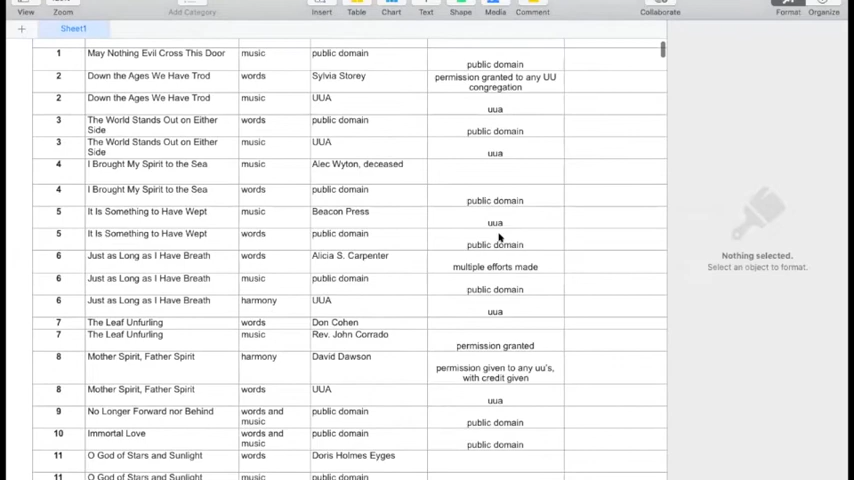 View Zoom Add Category Insert Table Chart Text Shape Media Comment Collaborate Format Organize
Sheet1
1 May Nothing Evil Cross This Door music public domain
public domain
2 Down the Ages We Have Trod words Sylvia Storey permission granted to any UU
congregation
2 Down the Ages We Have Trod music UUA
uua
3 The World Stands Out on Either words public domain
Side
public domain
3 The World Stands Out on Either music UUA
Side
uua
4 I Brought My Spirit to the Sea music Alec Wyton, deceased
4 I Brought My Spirit to the Sea words public domain
public domain
5 It Is Something to Have Wept music Beacon Press
uua
5 It Is Something to Have Wept words public domain
public domain
6 Just as Long as I Have Breath words Alicia S. Carpenter
multiple efforts made
6 Just as Long as I Have Breath music public domain
public domain
6 Just as Long as I Have Breath harmony UUA
uua
7 The Leaf Unfurling words Don Cohen
7 The Leaf Unfurling music Rev. John Corrado
permission granted
8 Mother Spirit, Father Spirit harmony David Dawson
permission given to any uu's,
with credit given
8 Mother Spirit, Father Spirit words UUA
uua
9 No Longer Forward nor Behind words and public domain
music
public domain
10 Immortal Love words and public domain
music
public domain
11 O God of Stars and Sunlight words Doris Holmes Eyges
11 O God of Stars and Sunlight music public domain
Nothing selected.
Select an object to format.